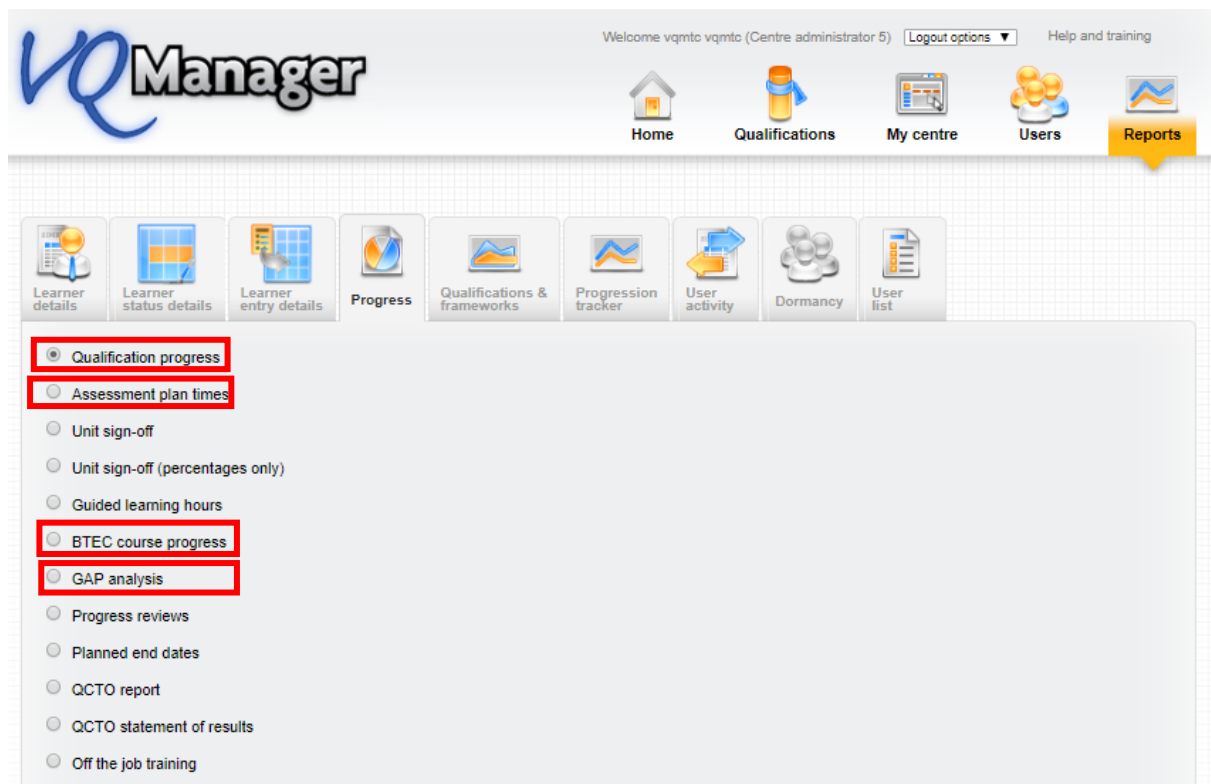 Welcome vqmtc vqmtc (Centre administrator 5) Logout options ▼ Help and training
VQManager
Home Qualifications My centre Users Reports
Learner details
Learner status details
Learner entry details
Progress
Qualifications & frameworks
Progression tracker
User activity
Dormancy
User list
Qualification progress
Assessment plan times
Unit sign-off
Unit sign-off (percentages only)
Guided learning hours
BTEC course progress
GAP analysis
Progress reviews
Planned end dates
QCTO report
QCTO statement of results
Off the job training